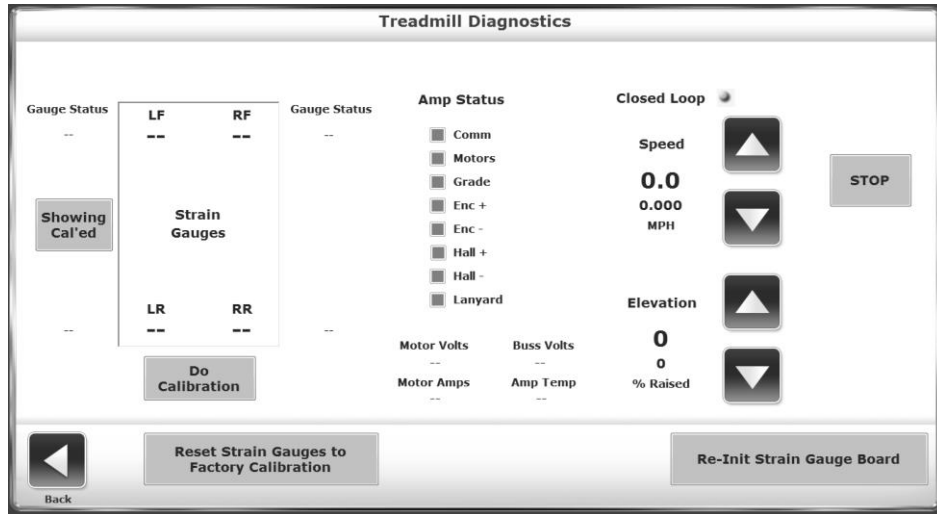 Treadmill Diagnostics
Gauge Status
--
LF
RF
--
--
Gauge Status
--
Showing
Cal'ed
Strain
Gauges
LR
RR
--
--
--
--
Do
Calibration
Amp Status
Comm
Motors
Grade
Enc +
Enc -
Hall +
Hall -
Lanyard
Motor Volts
--
Buss Volts
--
Motor Amps
--
Amp Temp
--
Closed Loop
Speed
0.0
0.000
MPH
Elevation
0
0
% Raised
STOP
Back
Reset Strain Gauges to
Factory Calibration
Re-Init Strain Gauge Board